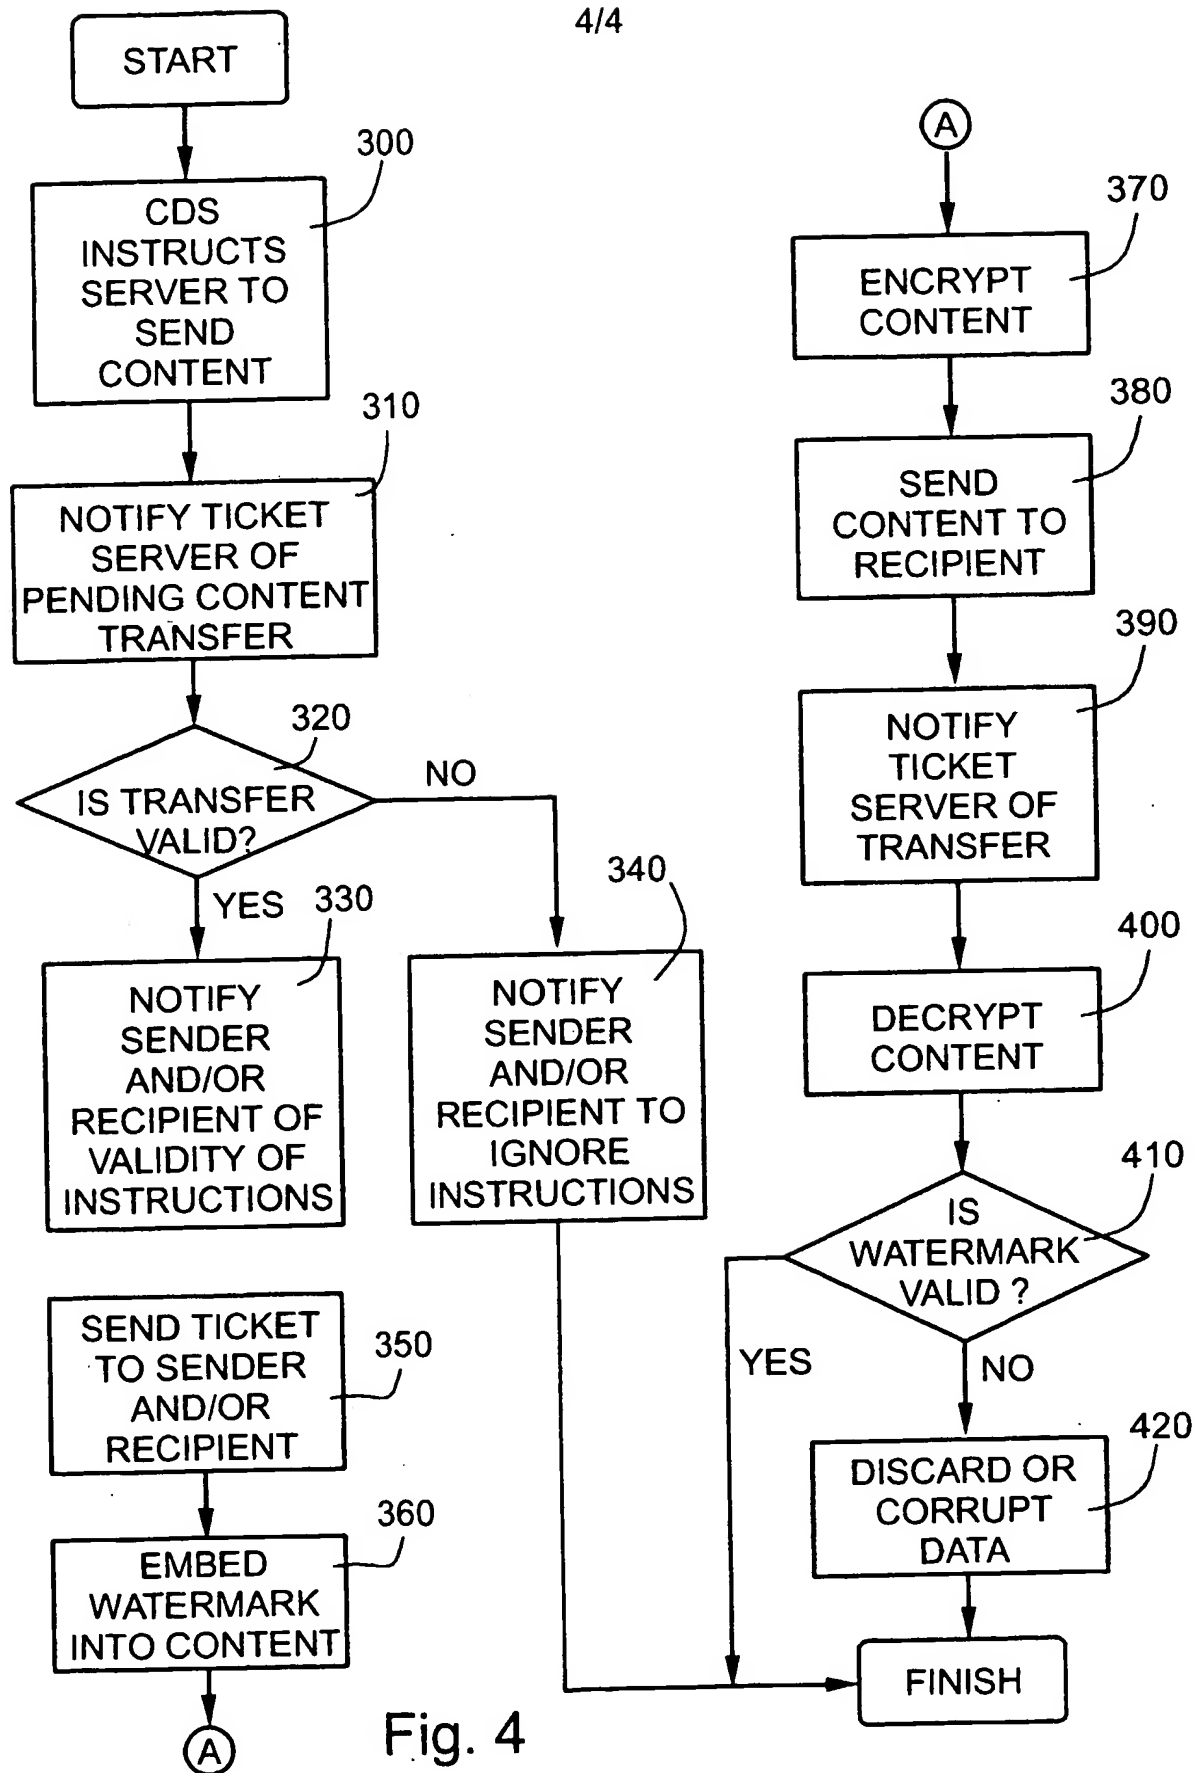 4/4
START
300
CDS
INSTRUCTS
SERVER TO
SEND
CONTENT
310
NOTIFY TICKET
SERVER OF
PENDING CONTENT
TRANSFER
320
IS TRANSFER
VALID?
NO
YES
330
NOTIFY
SENDER
AND/OR
RECIPIENT OF
VALIDITY OF
INSTRUCTIONS
340
NOTIFY
SENDER
AND/OR
RECIPIENT TO
IGNORE
INSTRUCTIONS
SEND TICKET
TO SENDER
AND/OR
RECIPIENT
350
360
EMBED
WATERMARK
INTO CONTENT
A
A
370
ENCRYPT
CONTENT
380
SEND
CONTENT TO
RECIPIENT
390
NOTIFY
TICKET
SERVER OF
TRANSFER
400
DECRYPT
CONTENT
410
IS
WATERMARK
VALID ?
YES
NO
420
DISCARD OR
CORRUPT
DATA
FINISH
Fig. 4